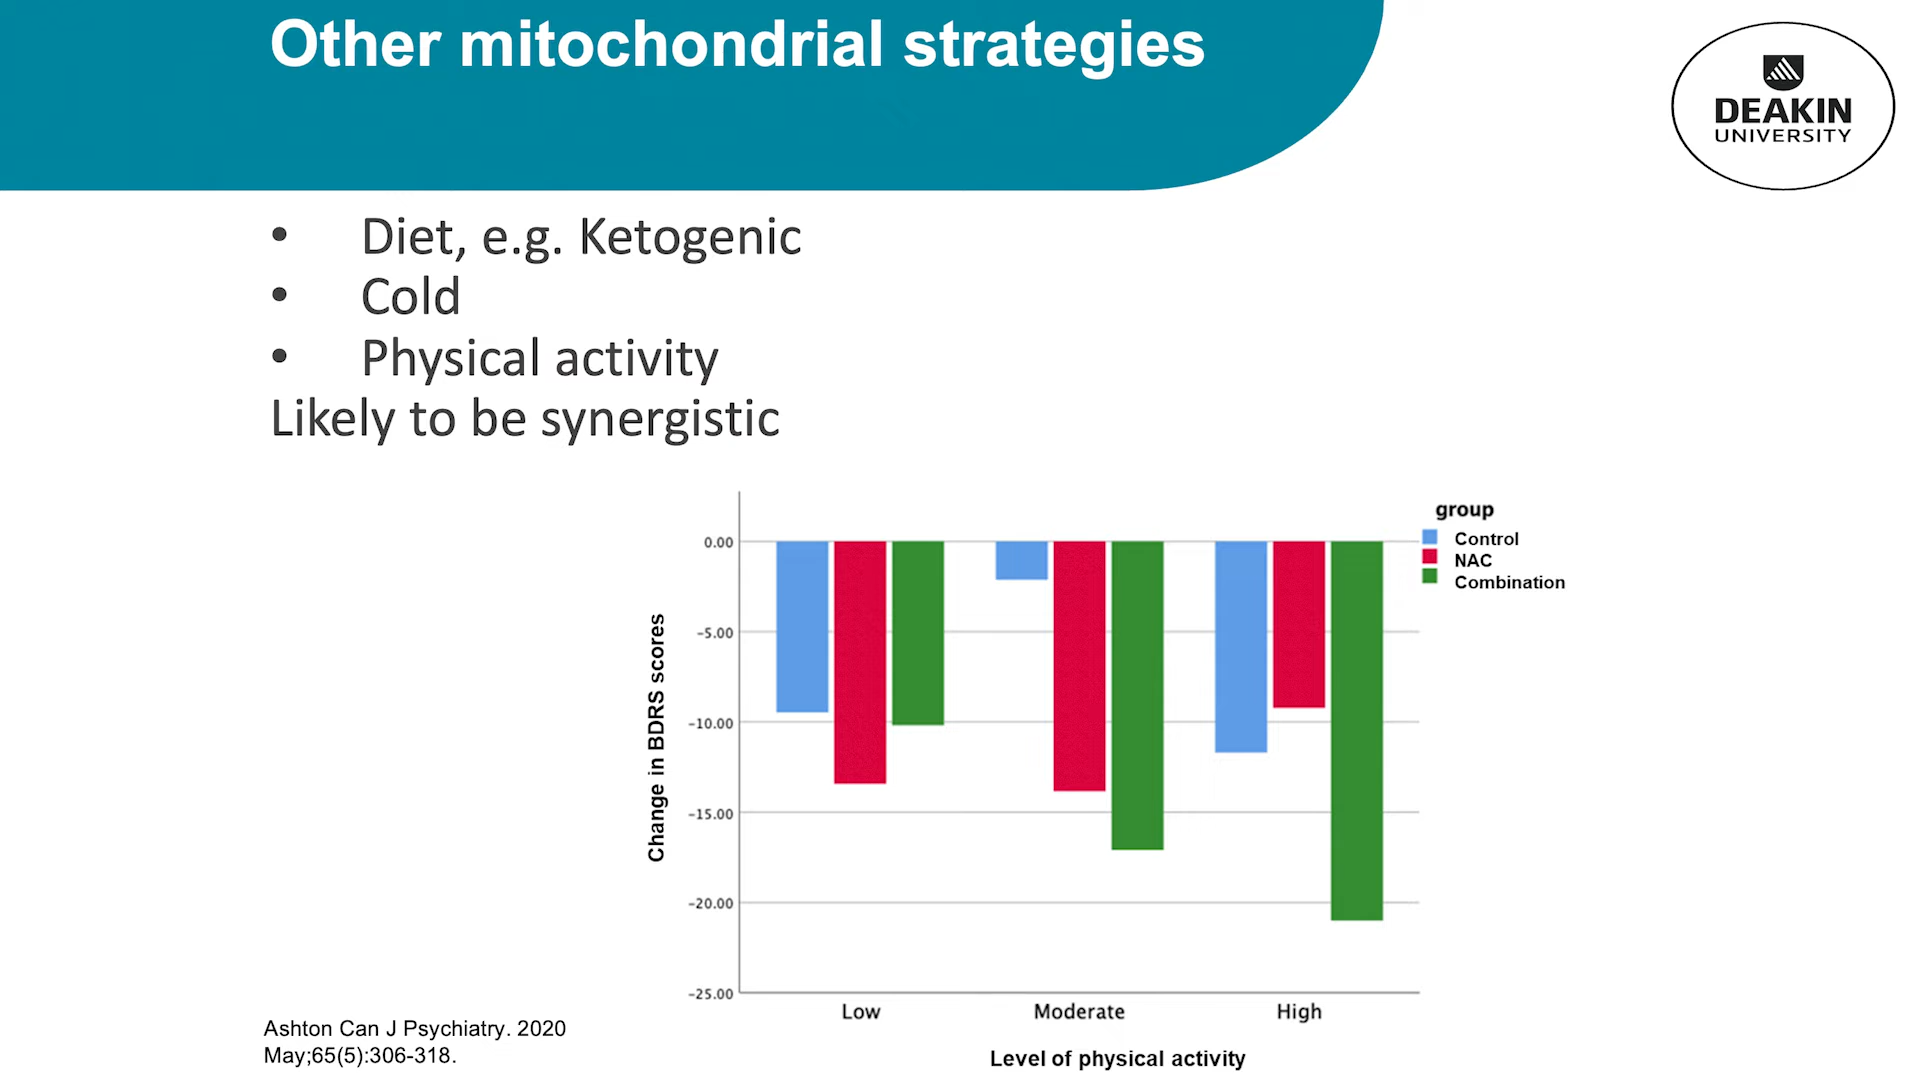 Other mitochondrial strategies
DEAKIN
UNIVERSITY
• Diet, e.g. Ketogenic
• Cold
• Physical activity
Likely to be synergistic
group
Control
NAC
Combination
Change in BDRS scores
0.00
-5.00
-10.00
-15.00
-20.00
-25.00
Low Moderate High
Level of physical activity
Ashton Can J Psychiatry. 2020
May;65(5):306-318.